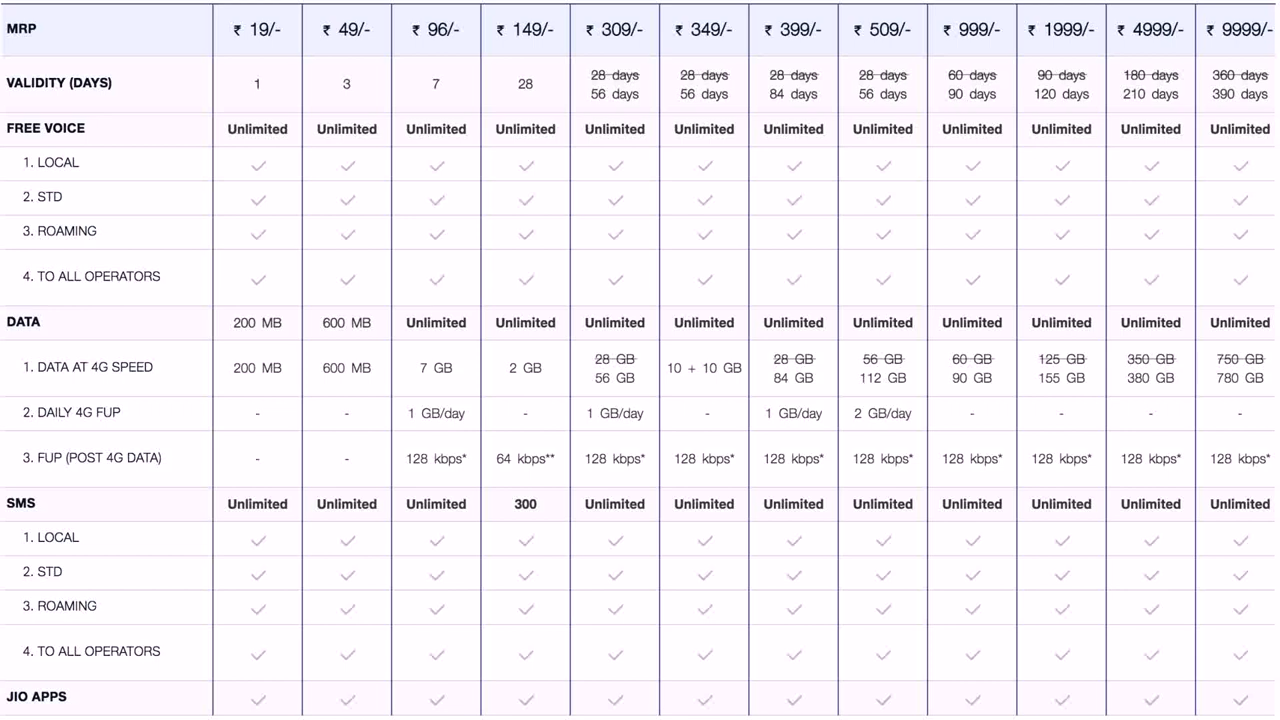 MRP ₹ 19/- ₹ 49/- ₹ 96/- ₹ 149/- ₹ 309/- ₹ 349/- ₹ 399/- ₹ 509/- ₹ 999/- ₹ 1999/- ₹ 4999/- ₹ 9999/-
28 days 28 days 28 days 28 days 60 days 90 days 180 days 360 days
VALIDITY (DAYS) 1 3 7 28
56 days 56 days 84 days 56 days 90 days 120 days 210 days 390 days
FREE VOICE Unlimited Unlimited Unlimited Unlimited Unlimited Unlimited Unlimited Unlimited Unlimited Unlimited Unlimited Unlimited
1. LOCAL
2. STD
3. ROAMING
4. TO ALL OPERATORS
DATA 200 MB 600 MB Unlimited Unlimited Unlimited Unlimited Unlimited Unlimited Unlimited Unlimited Unlimited Unlimited
28 GB 28 GB 56 GB 60 GB 125 GB 350 GB 750 GB
1. DATA AT 4G SPEED 200 MB 600 MB 7 GB 2 GB 10 + 10 GB
56 GB 84 GB 112 GB 90 GB 155 GB 380 GB 780 GB
2. DAILY 4G FUP - - 1 GB/day - 1 GB/day - 1 GB/day 2 GB/day - - - -
3. FUP (POST 4G DATA) - - 128 kbps* 64 kbps** 128 kbps* 128 kbps* 128 kbps* 128 kbps* 128 kbps* 128 kbps* 128 kbps* 128 kbps*
SMS Unlimited Unlimited Unlimited 300 Unlimited Unlimited Unlimited Unlimited Unlimited Unlimited Unlimited Unlimited
1. LOCAL
2. STD
3. ROAMING
4. TO ALL OPERATORS
JIO APPS